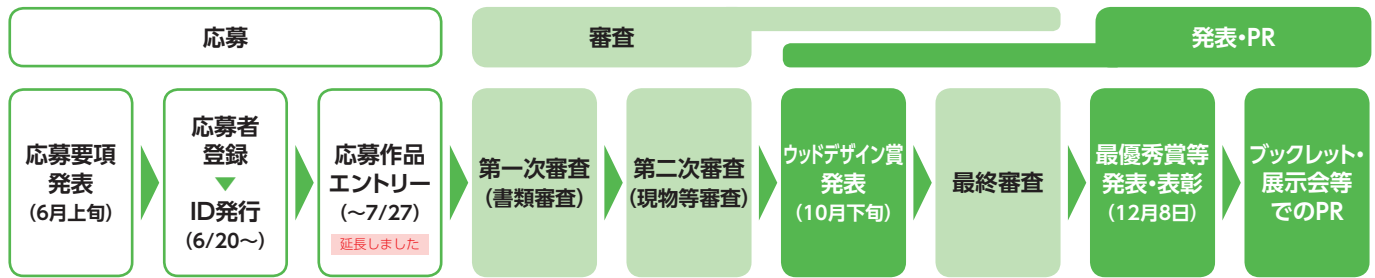 応募
審査
発表・PR
応募要項
発表
(6月上旬)
応募者
登録
▼
ID発行
(6/20〜)
応募作品
エントリー
(〜7/27)
延長しました
第一次審査
(書類審査)
第二次審査
(現物等審査)
ウッドデザイン賞
発表
(10月下旬)
最終審査
最優秀賞等
発表・表彰
(12月8日)
ブックレット・
展示会等
でのPR